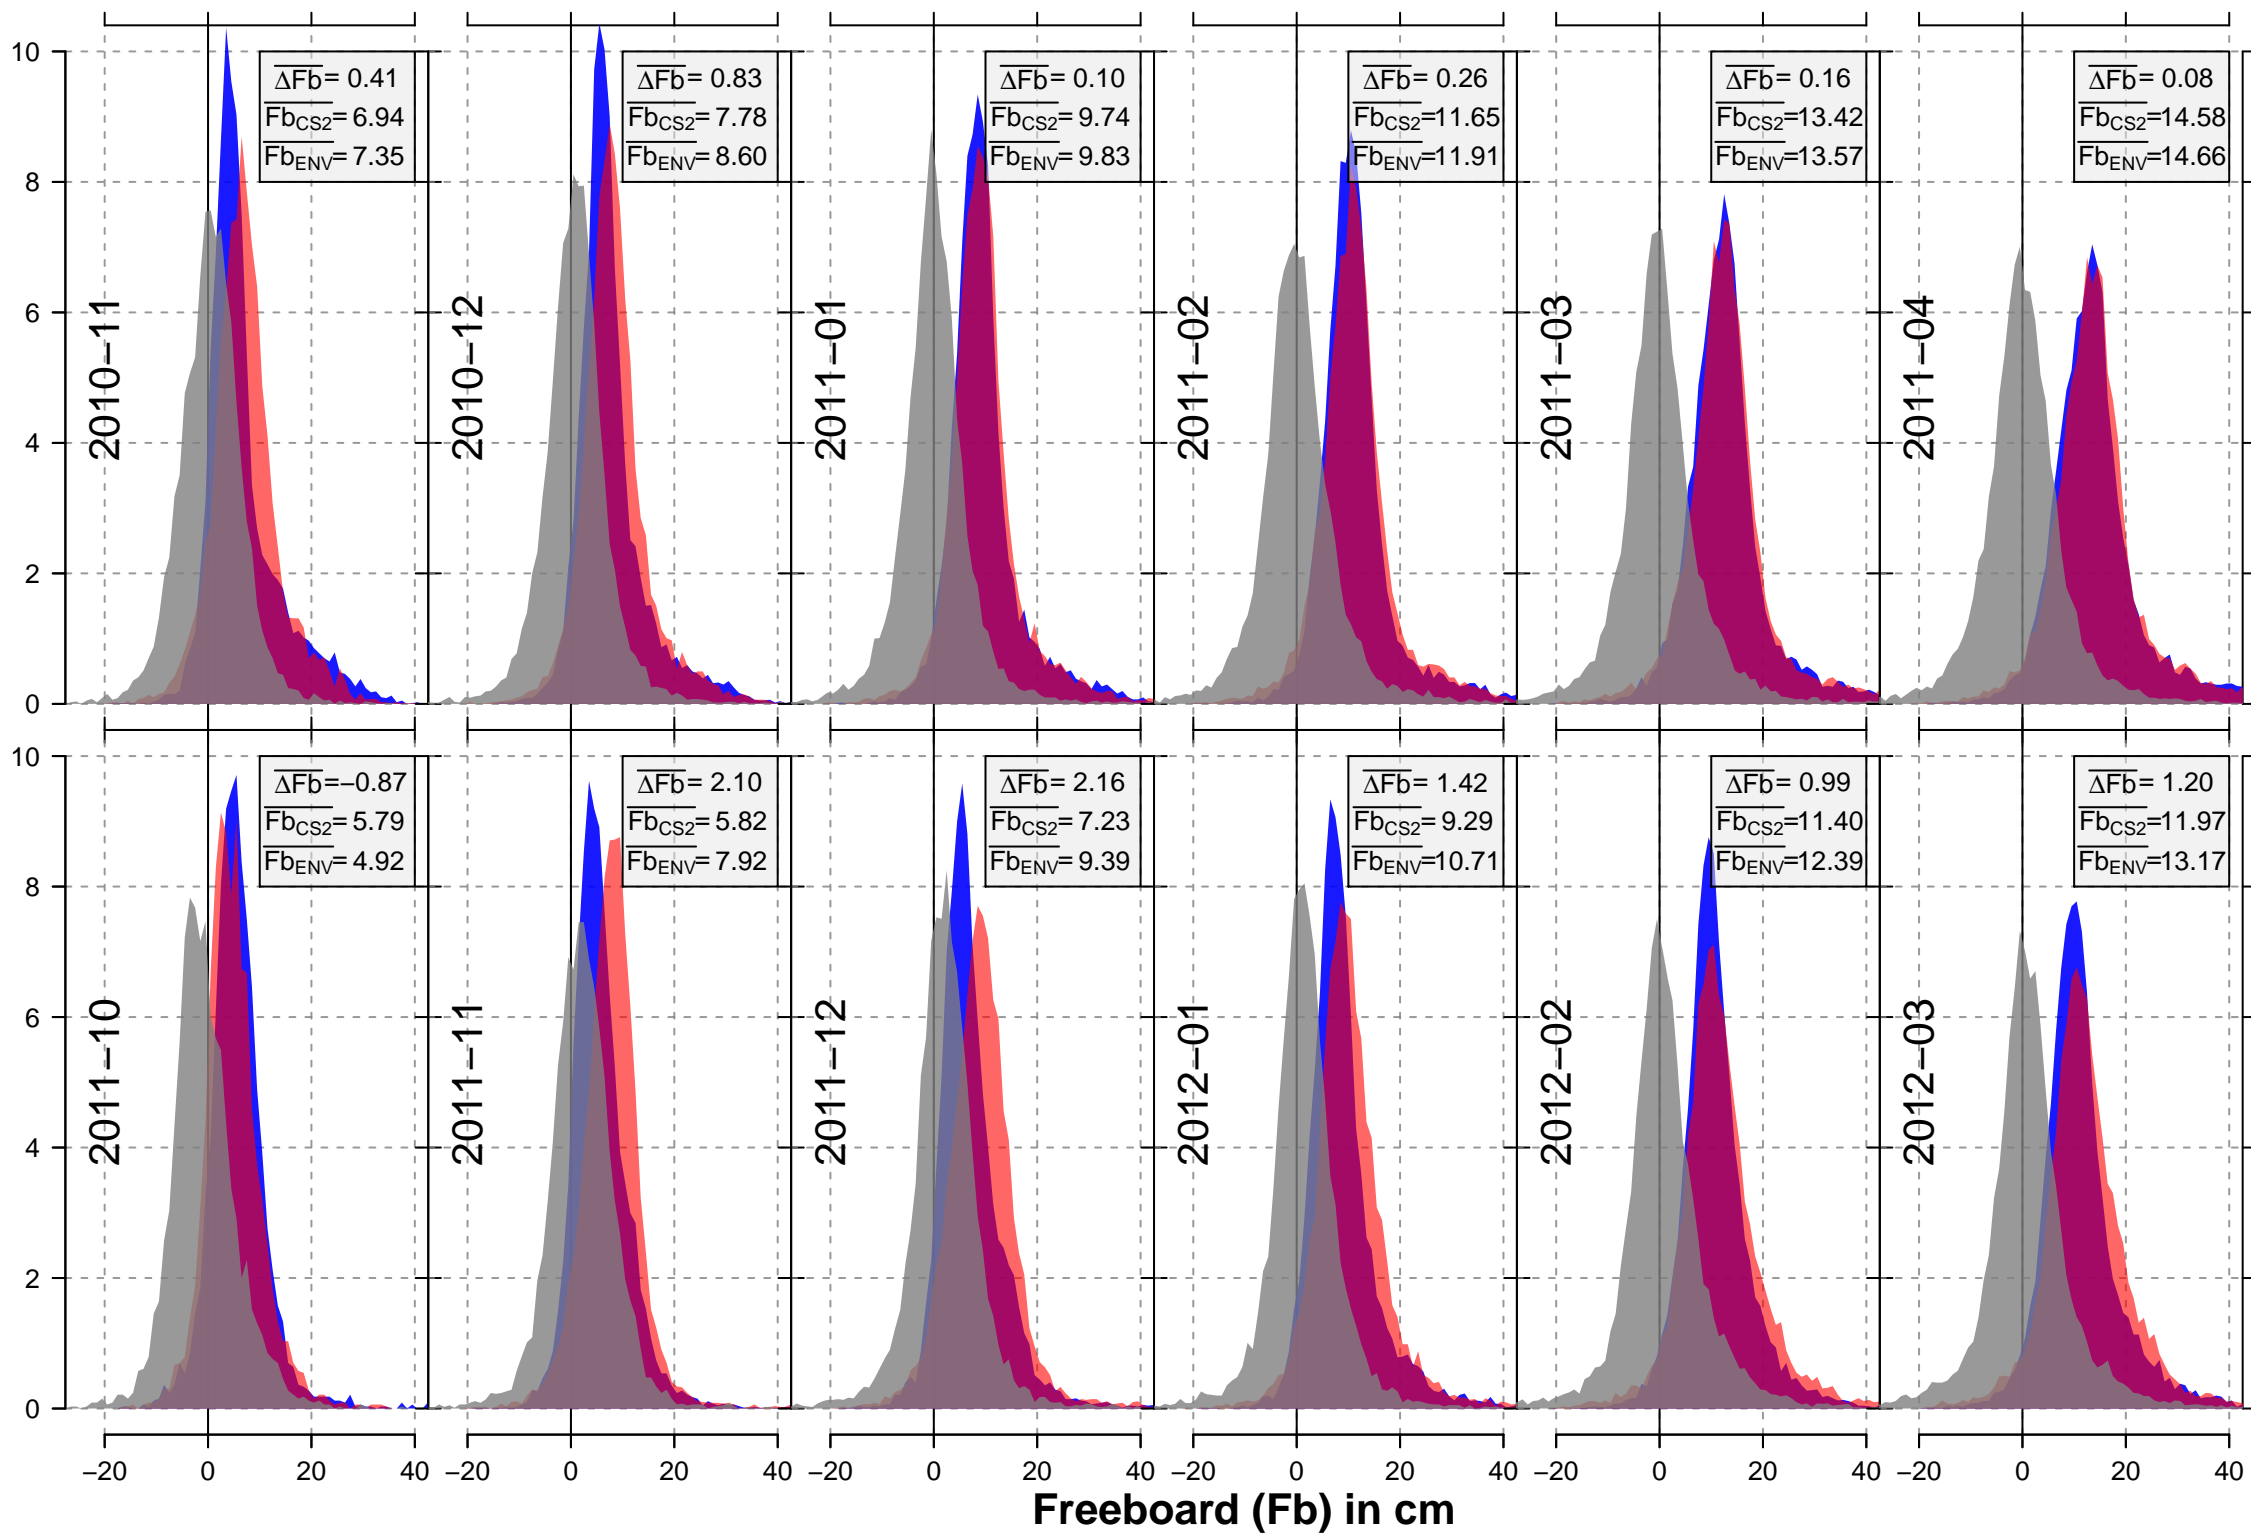 10
8
6
4
2
0
2010–11
ΔFb= 0.41
FbCS2= 6.94
FbENV= 7.35
2010–12
ΔFb= 0.83
FbCS2= 7.78
FbENV= 8.60
2011–01
ΔFb= 0.10
FbCS2= 9.74
FbENV= 9.83
2011–02
ΔFb= 0.26
FbCS2=11.65
FbENV=11.91
2011–03
ΔFb= 0.16
FbCS2=13.42
FbENV=13.57
2011–04
ΔFb= 0.08
FbCS2=14.58
FbENV=14.66
10
8
6
4
2
0
2011–10
ΔFb=−0.87
FbCS2= 5.79
FbENV= 4.92
2011–11
ΔFb= 2.10
FbCS2= 5.82
FbENV= 7.92
2011–12
ΔFb= 2.16
FbCS2= 7.23
FbENV= 9.39
2012–01
ΔFb= 1.42
FbCS2= 9.29
FbENV=10.71
2012–02
ΔFb= 0.99
FbCS2=11.40
FbENV=12.39
2012–03
ΔFb= 1.20
FbCS2=11.97
FbENV=13.17
−20 0 20 40 −20 0 20 40 −20 0 20 40 −20 0 20 40 −20 0 20 40 −20 0 20 40
Freeboard (Fb) in cm